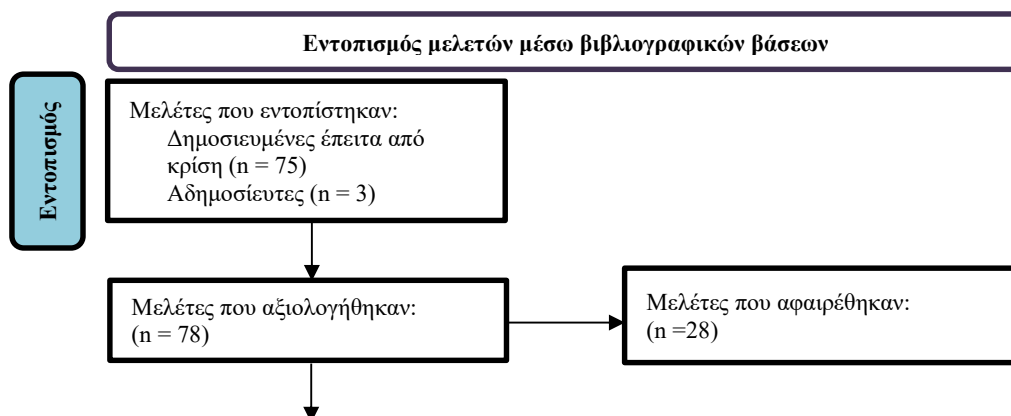 Εντοπισμός μελετών μέσω βιβλιογραφικών βάσεων
Εντοπισμός
Μελέτες που εντοπίστηκαν:
Δημοσιευμένες έπειτα από
κρίση (n = 75)
Αδημοσίευτες (n = 3)
Μελέτες που αξιολογήθηκαν:
(n = 78)
Μελέτες που αφαιρέθηκαν:
(n =28)